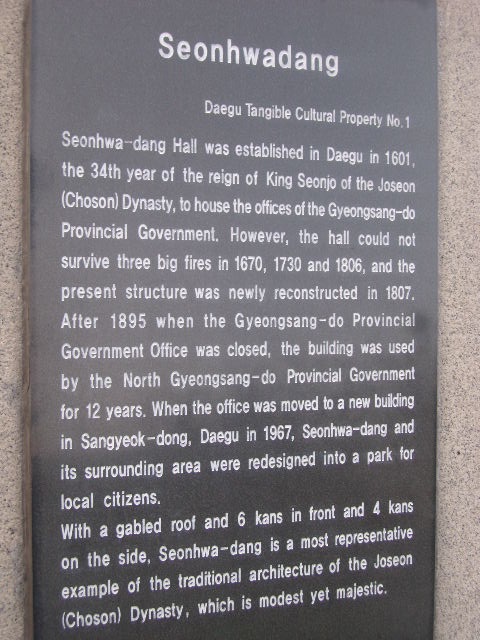 Seonhwadang
Daegu Tangible Cultural Property No.1
Seonhwa-dang Hall was established in Daegu in 1601,
the 34th year of the reign of King Seonjo of the Joseon
(Choson) Dynasty, to house the offices of the Gyeongsang-do
Provincial Government. However, the hall could not
survive three big fires in 1670, 1730 and 1806, and the
present structure was newly reconstructed in 1807.
After 1895 when the Gyeongsang-do Provincial
Government Office was closed, the building was used
by the North Gyeongsang-do Provincial Government
for 12 years. When the office was moved to a new building
in Sangyeok-dong, Daegu in 1967, Seonhwa-dang and
its surrounding area were redesigned into a park for
local citizens.
With a gabled roof and 6 kans in front and 4 kans
on the side, Seonhwa-dang is a most representative
example of the traditional architecture of the Joseon
(Choson) Dynasty, which is modest yet majestic.